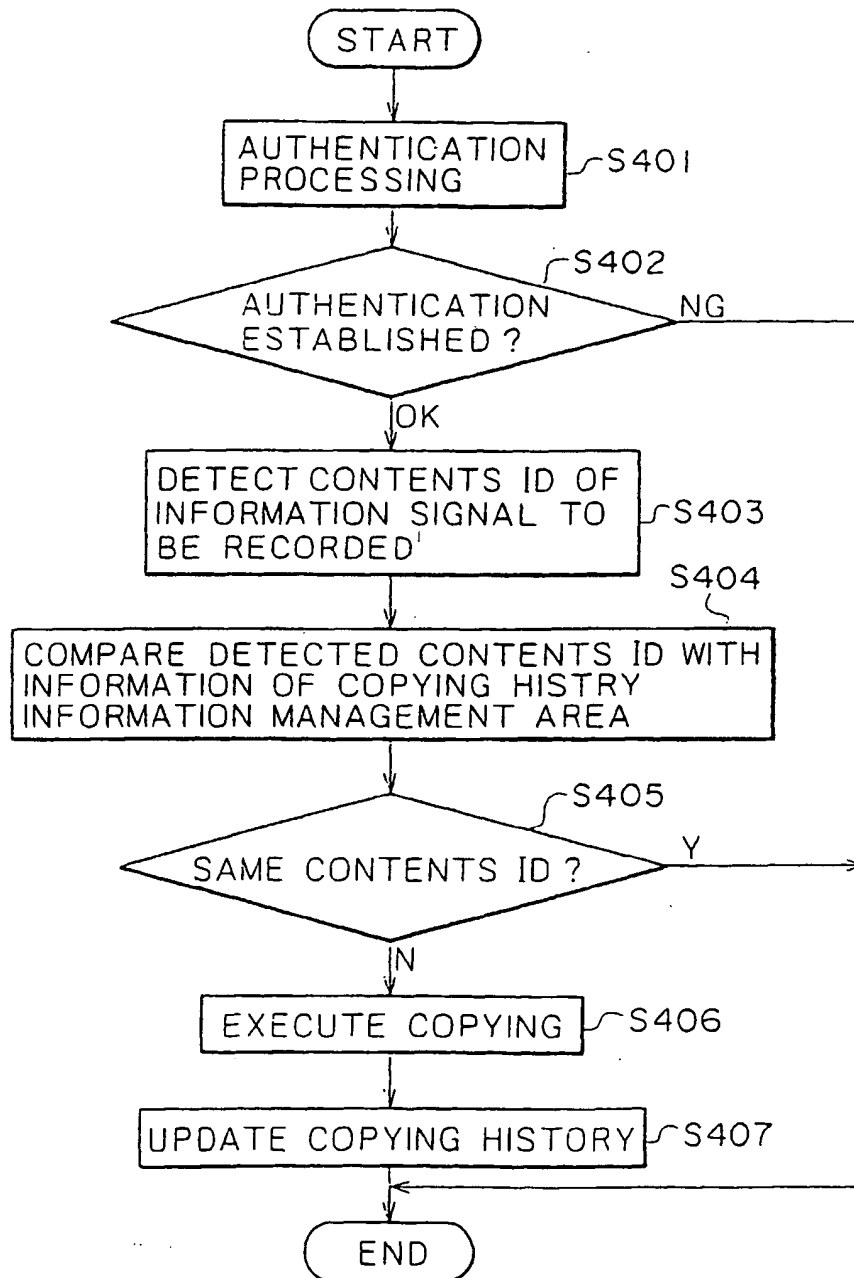 START
AUTHENTICATION
PROCESSING
S401
S402
AUTHENTICATION
ESTABLISHED ?
NG
OK
DETECT CONTENTS ID OF
INFORMATION SIGNAL TO
BE RECORDED
S403
S404
COMPARE DETECTED CONTENTS ID WITH
INFORMATION OF COPYING HISTRY
INFORMATION MANAGEMENT AREA
S405
SAME CONTENTS ID ?
Y
N
EXECUTE COPYING
S406
UPDATE COPYING HISTORY
S407
END